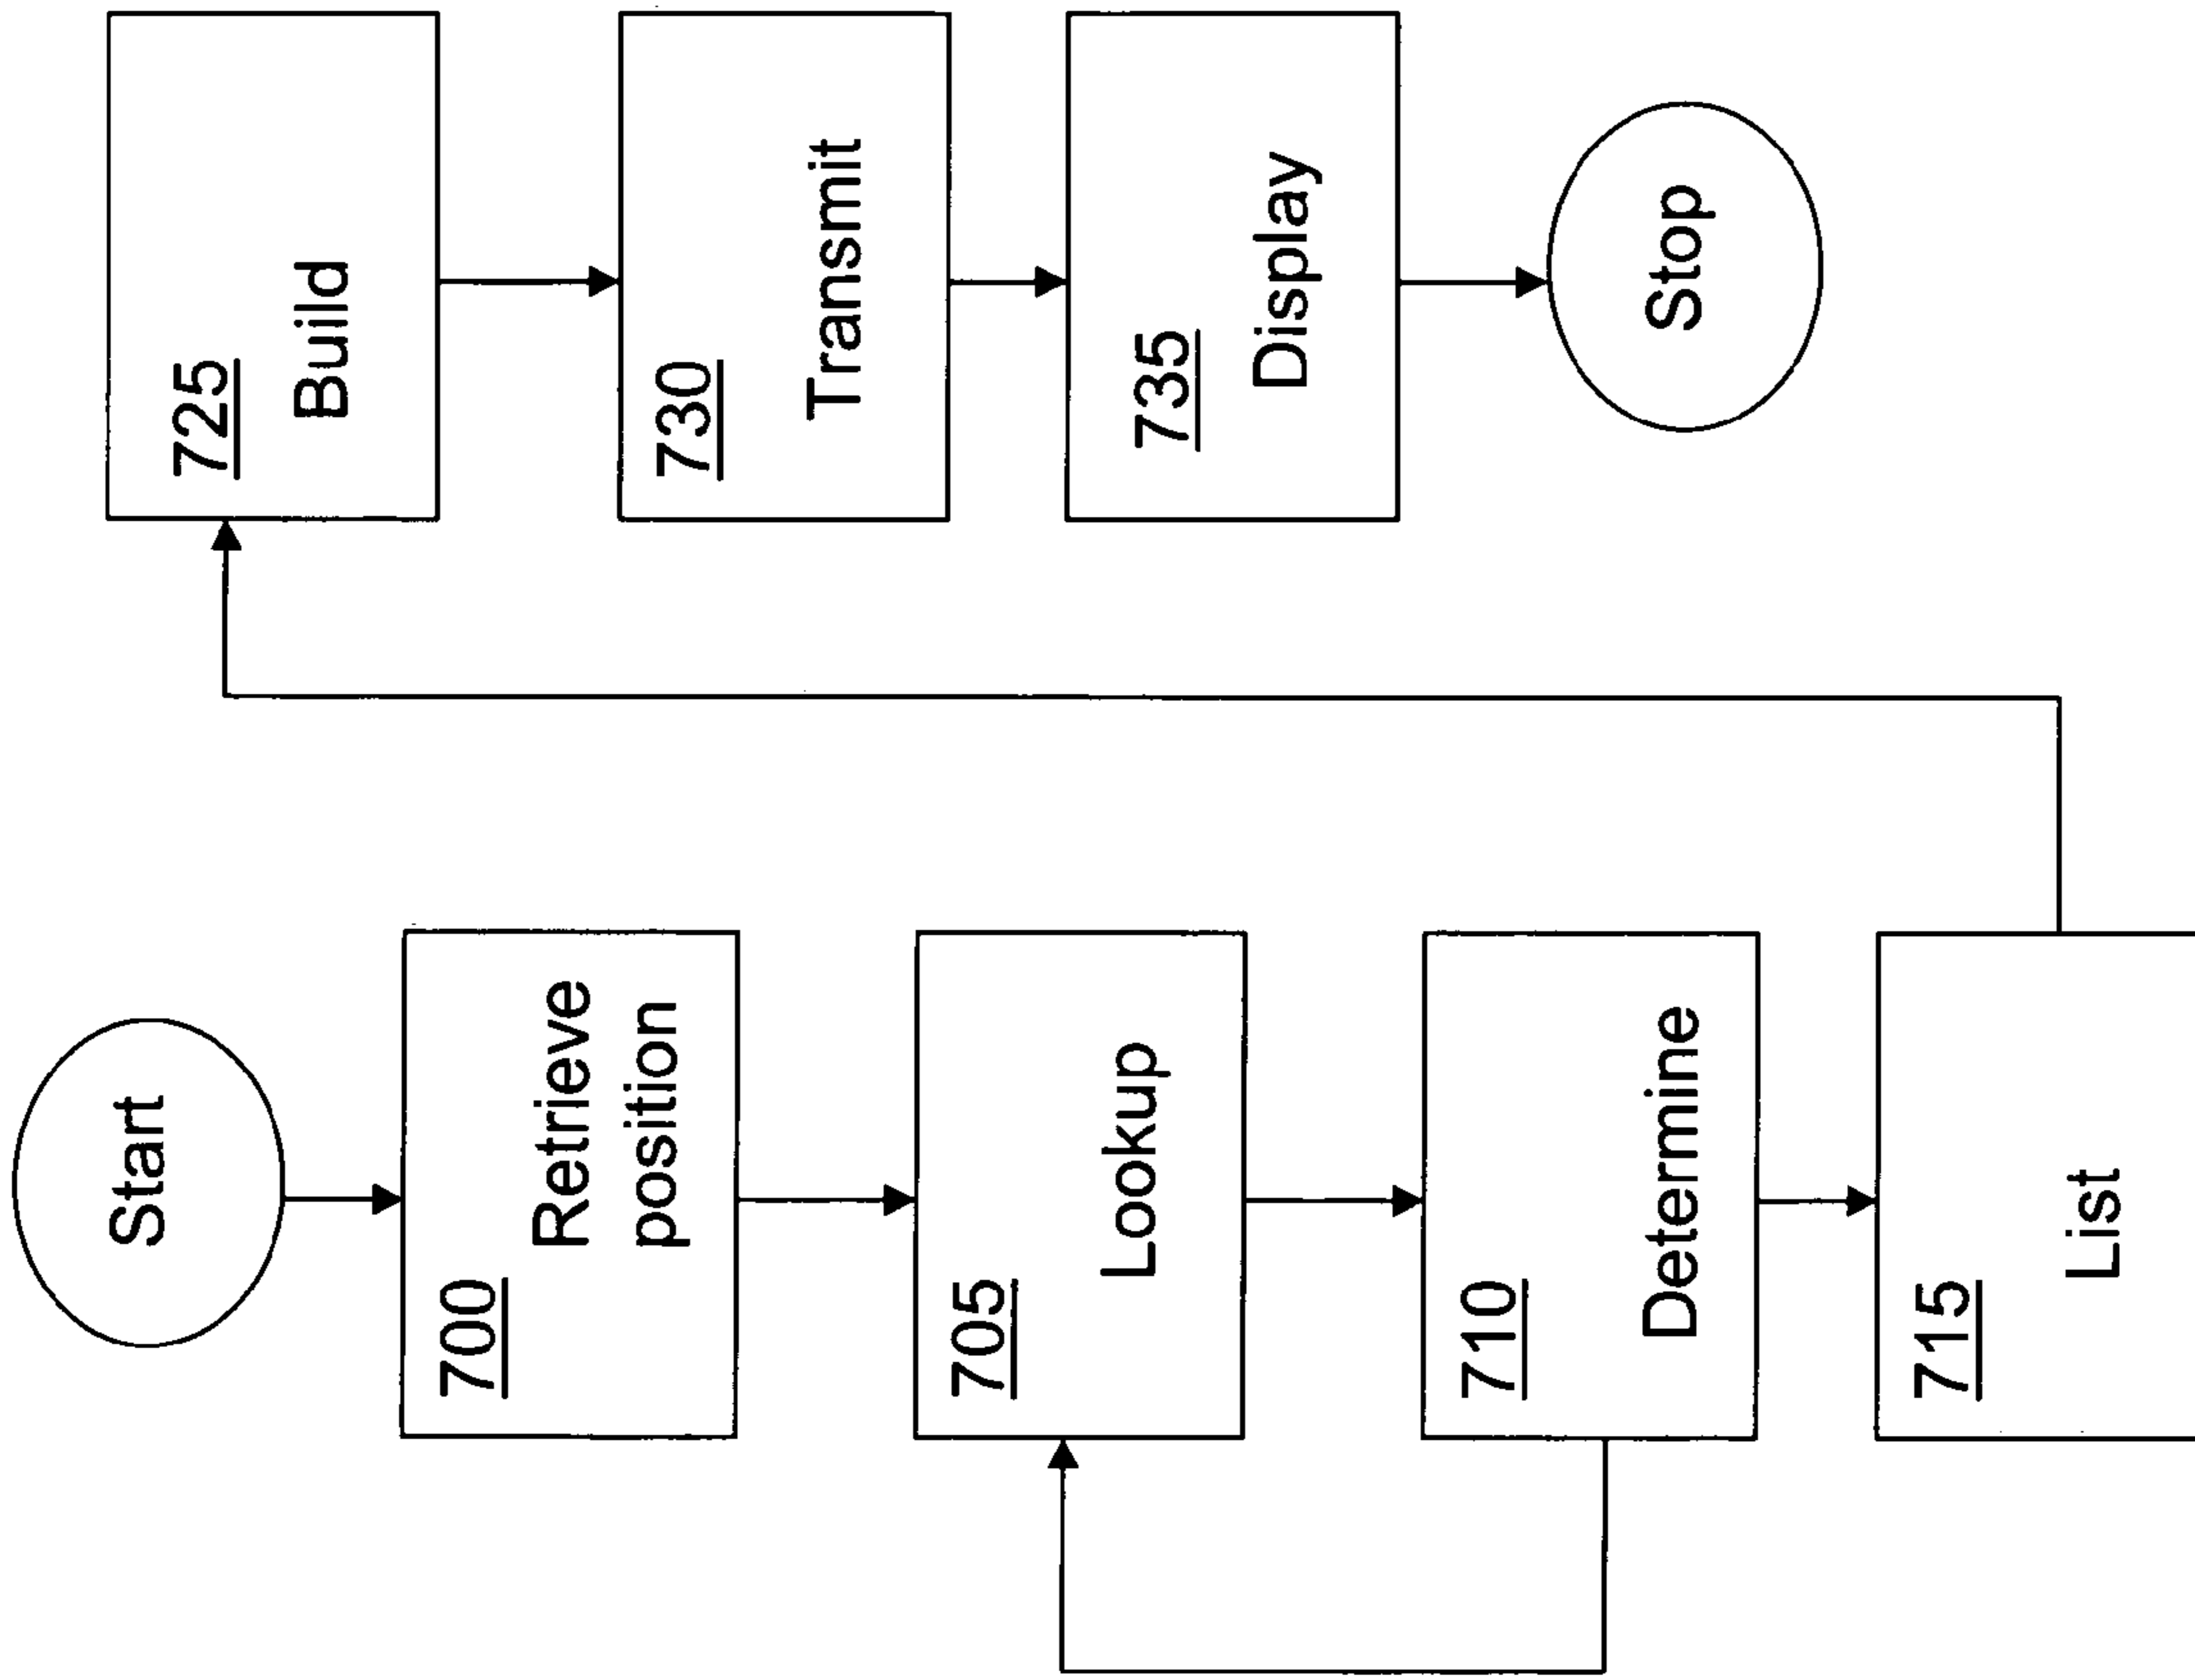 Start
700
Retrieve
position
705
Lookup
710
Determine
715
List
725
Build
730
Transmit
735
Display
Stop